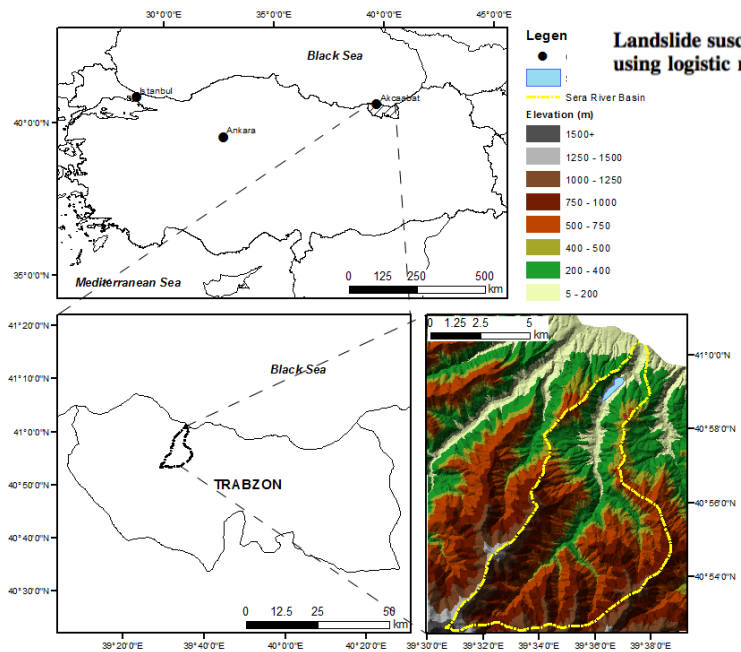 30°0'0"E 35°0'0"E 40°0'0"E 45°0'0"E
Black Sea
Istanbul
Akcaabat
Ankara
40°0'0"N
35°0'0"N
Mediterranean Sea
0 125 250 500
km
Legen
Sera River Basin
Elevation (m)
1500+
1250 - 1500
1000 - 1250
750 - 1000
500 - 750
400 - 500
200 - 400
5 - 200
Landslide susc
using logistic r
41°20'0"N
41°10'0"N
41°0'0"N
40°50'0"N
40°40'0"N
40°30'0"N
Black Sea
TRABZON
0 12.5 25 50
km
39°20'0"E 39°40'0"E 40°0'0"E 40°20'0"E
0 1.25 2.5 5
km
41°0'0"N
40°58'0"N
40°56'0"N
40°54'0"N
39°30'0"E 39°32'0"E 39°34'0"E 39°36'0"E 39°38'0"E